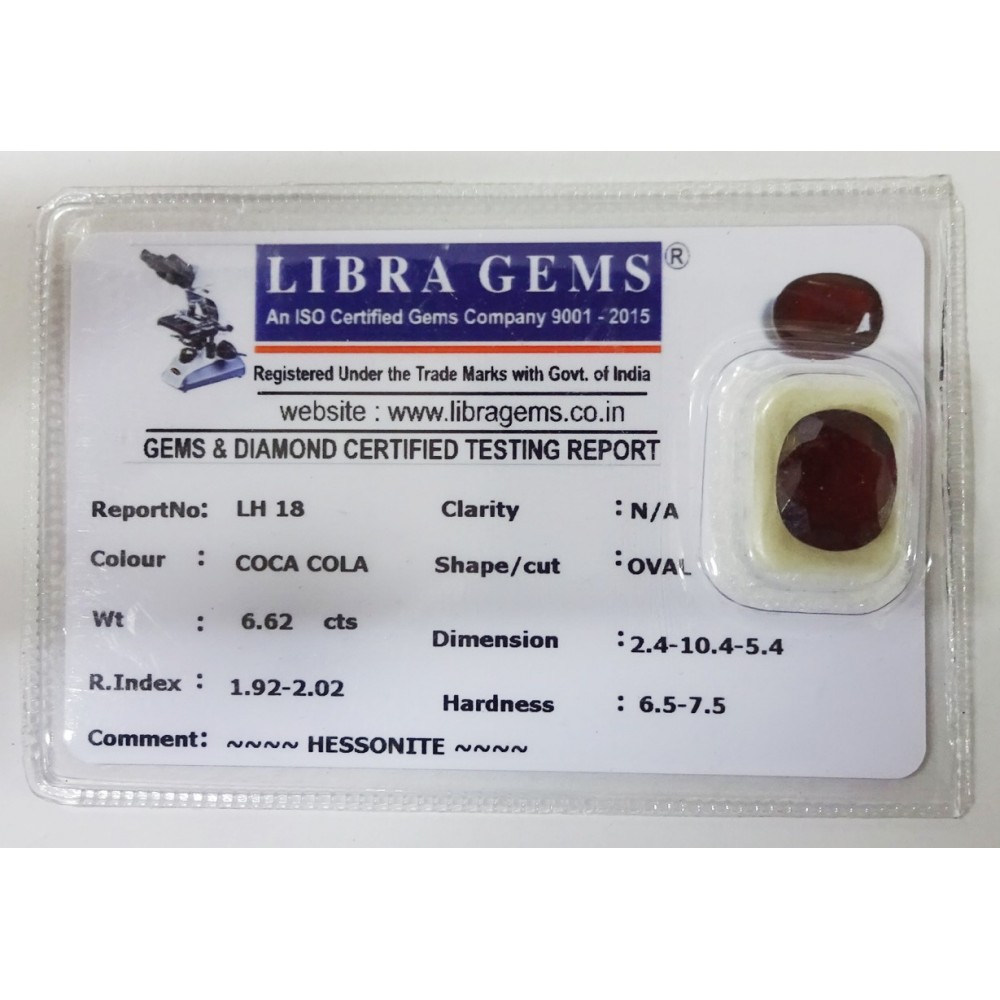 LIBRA GEMS ®
An ISO Certified Gems Company 9001 - 2015
Registered Under the Trade Marks with Govt. of India
website : www.libragems.co.in
GEMS & DIAMOND CERTIFIED TESTING REPORT
ReportNo: LH 18 Clarity : N/A
Colour : COCA COLA Shape/cut : OVAL
Wt : 6.62 cts Dimension : 2.4-10.4-5.4
R.Index : 1.92-2.02 Hardness : 6.5-7.5
Comment: ~~~~ HESSONITE ~~~~